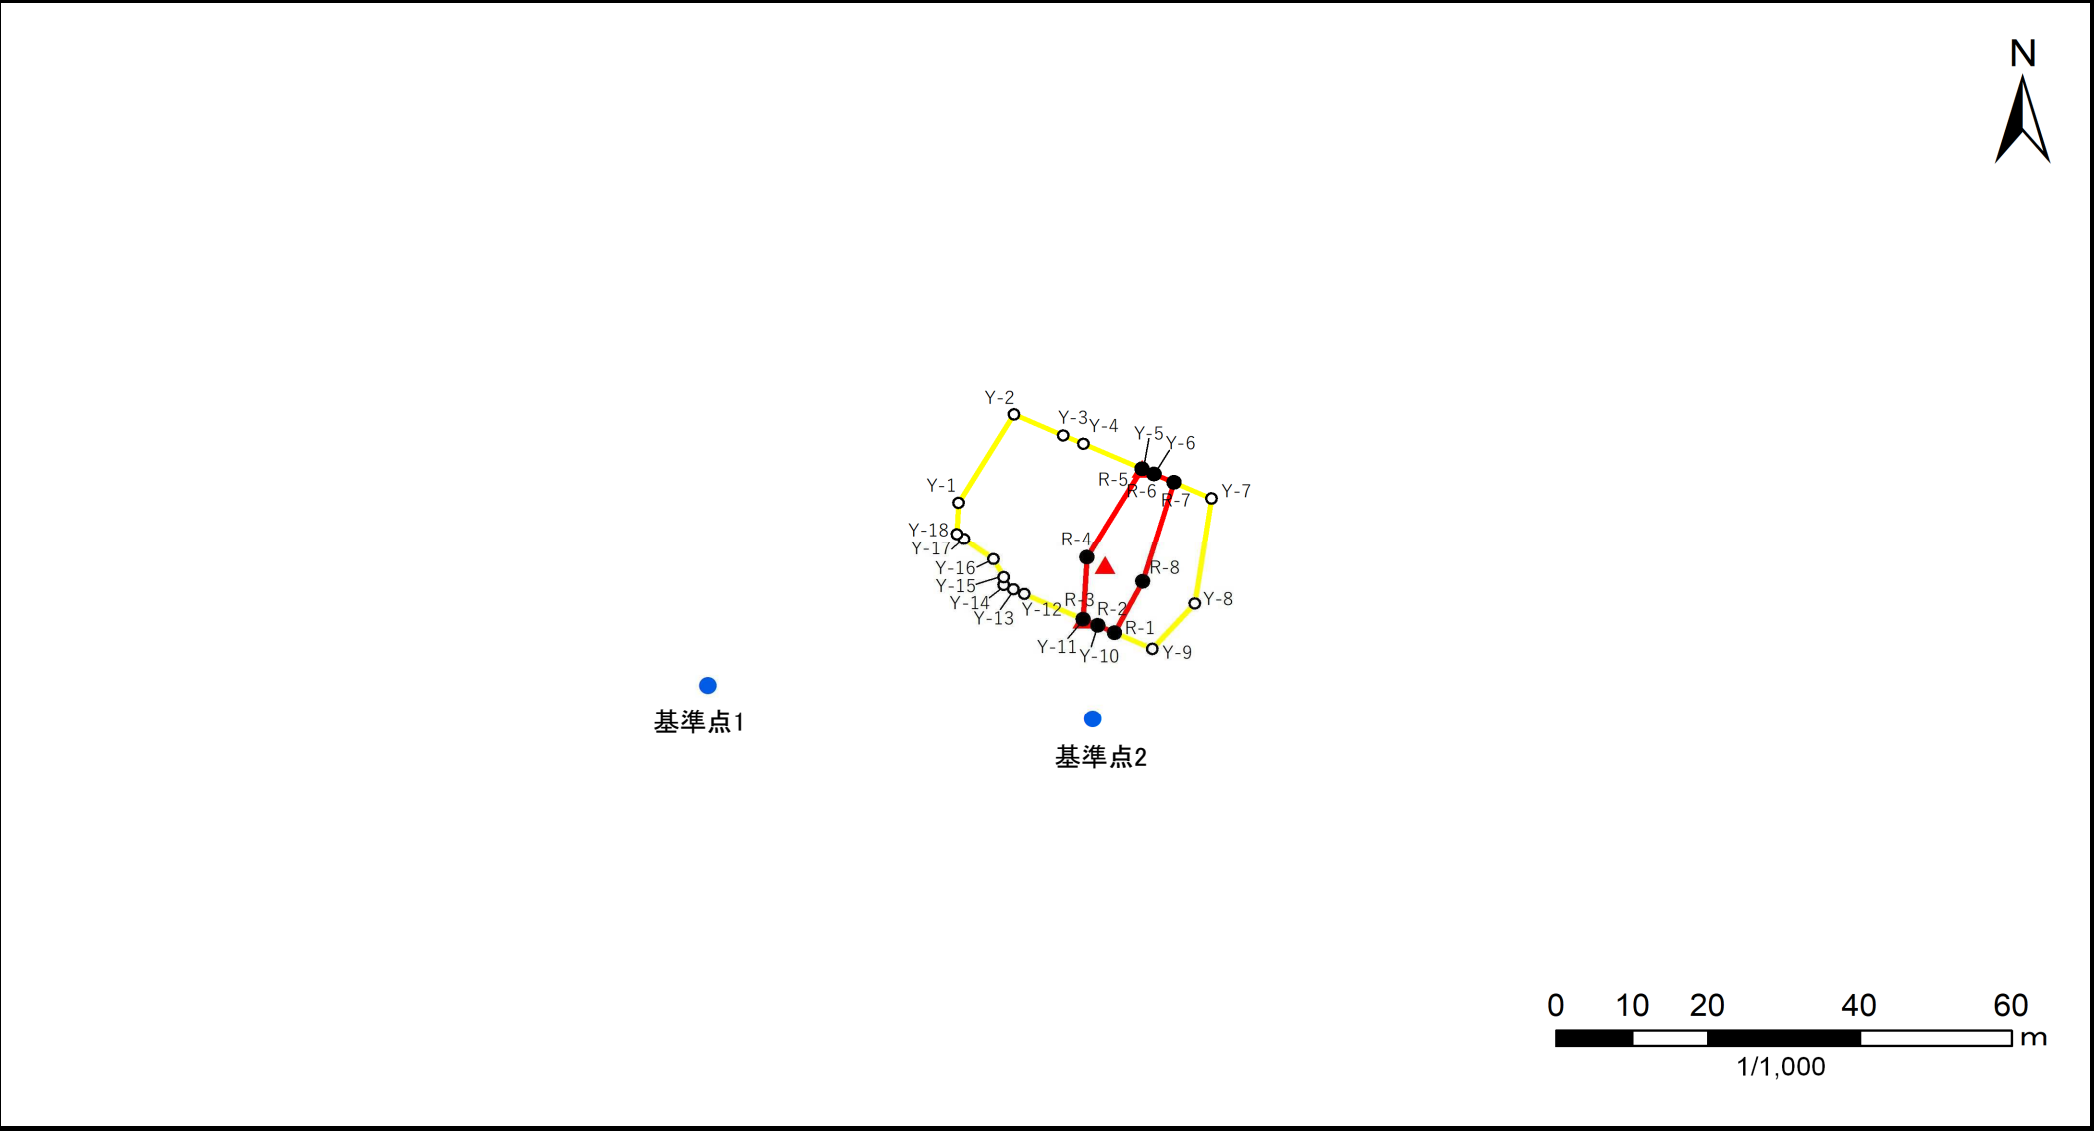 N
Y-2
Y-3
Y-4
Y-5
Y-6
R-5
R-6
R-7
Y-7
Y-1
Y-18
Y-17
R-4
Y-16
R-8
Y-15
Y-14
Y-13
Y-12
R-3
R-2
Y-8
R-1
Y-11
Y-10
Y-9
基準点1
基準点2
0 10 20 40 60
m
1/1,000